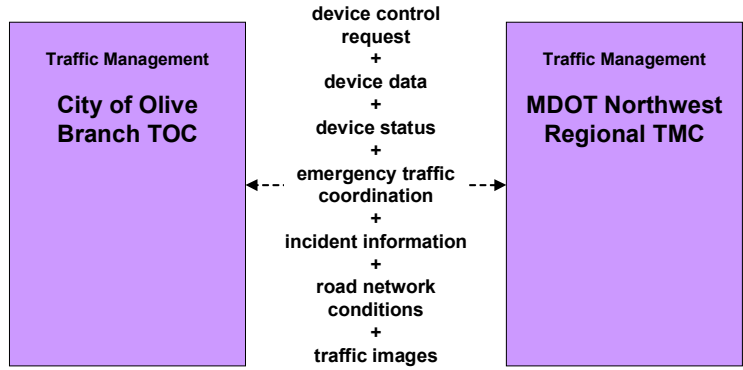 Traffic Management
City of Olive
Branch TOC
device control
request
+
device data
+
device status
+
emergency traffic
coordination
+
incident information
+
road network
conditions
+
traffic images
Traffic Management
MDOT Northwest
Regional TMC